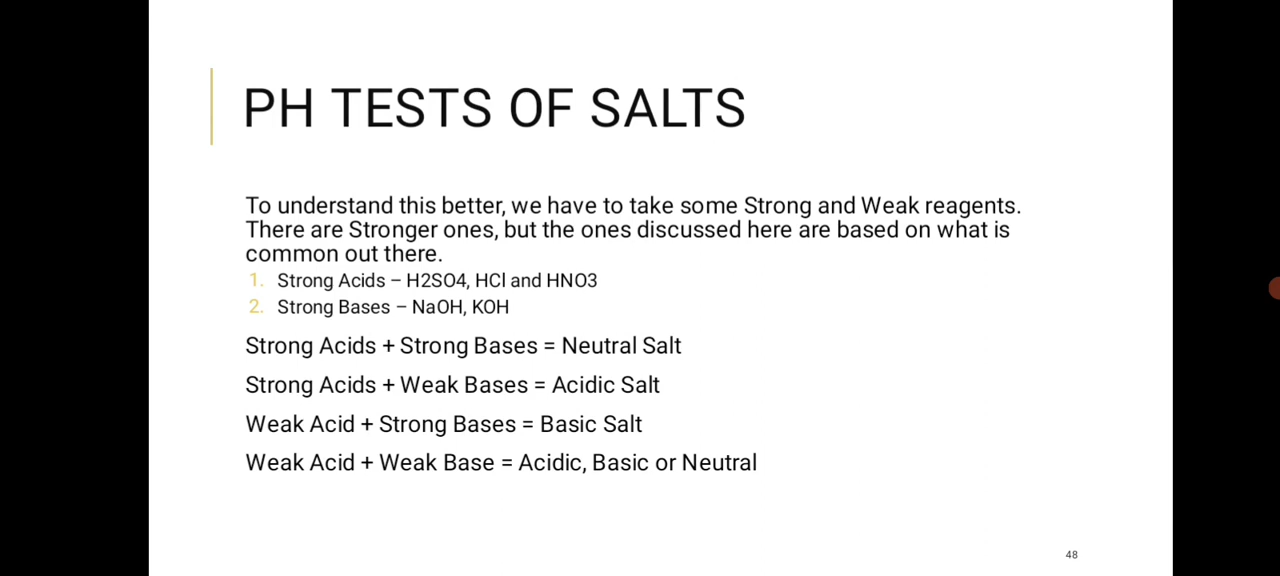 PH TESTS OF SALTS
To understand this better, we have to take some Strong and Weak reagents.
There are Stronger ones, but the ones discussed here are based on what is
common out there.
1. Strong Acids – H2SO4, HCl and HNO3
2. Strong Bases – NaOH, KOH
Strong Acids + Strong Bases = Neutral Salt
Strong Acids + Weak Bases = Acidic Salt
Weak Acid + Strong Bases = Basic Salt
Weak Acid + Weak Base = Acidic, Basic or Neutral
48